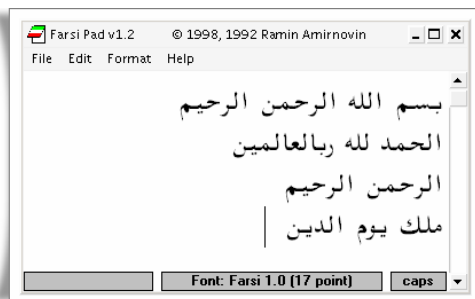 Farsi Pad v1.2 © 1998, 1992 Ramin Amirnovin
File Edit Format Help
بسم الله الرحمن الرحيم
الحمد لله ربالعالمين
الرحمن الرحيم
ملك يوم الدين
Font: Farsi 1.0 (17 point) caps